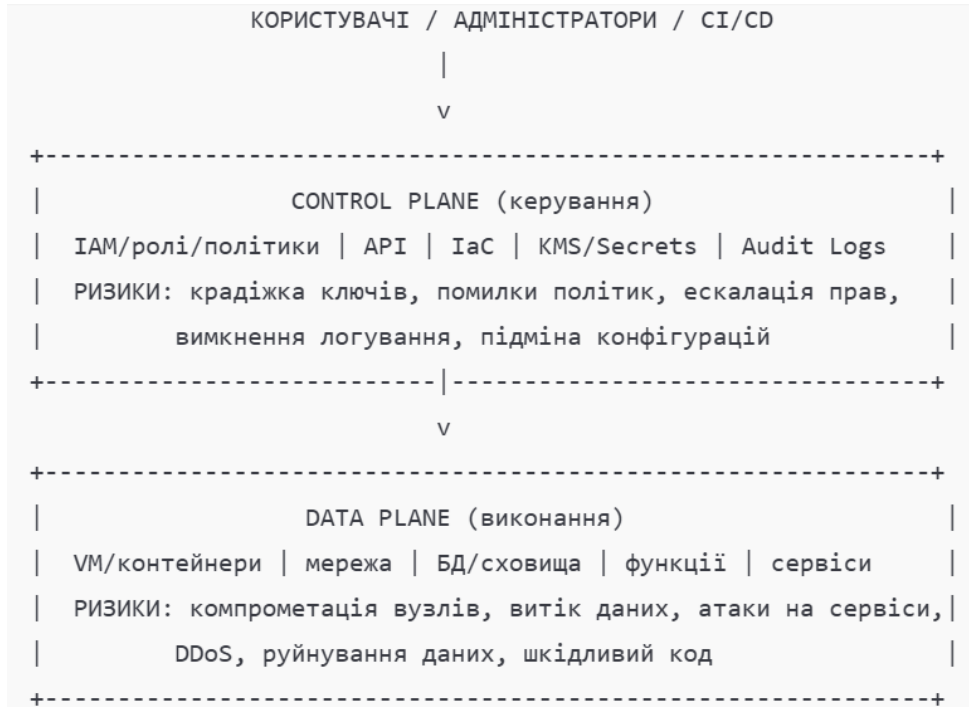 КОРИСТУВАЧІ / АДМІНІСТРАТОРИ / CI/CD
|
v
+-------------------------------------------------------------+
| CONTROL PLANE (керування) |
| IAM/ролі/політики | API | IaC | KMS/Secrets | Audit Logs |
| РИЗИКИ: крадіжка ключів, помилки політик, ескалація прав, |
| вимкнення логування, підміна конфігурацій |
+---------------------------|---------------------------------+
v
+-------------------------------------------------------------+
| DATA PLANE (виконання) |
| VM/контейнери | мережа | БД/сховища | функції | сервіси |
| РИЗИКИ: компрометація вузлів, витік даних, атаки на сервіси,|
| DDoS, руйнування даних, шкідливий код |
+-------------------------------------------------------------+